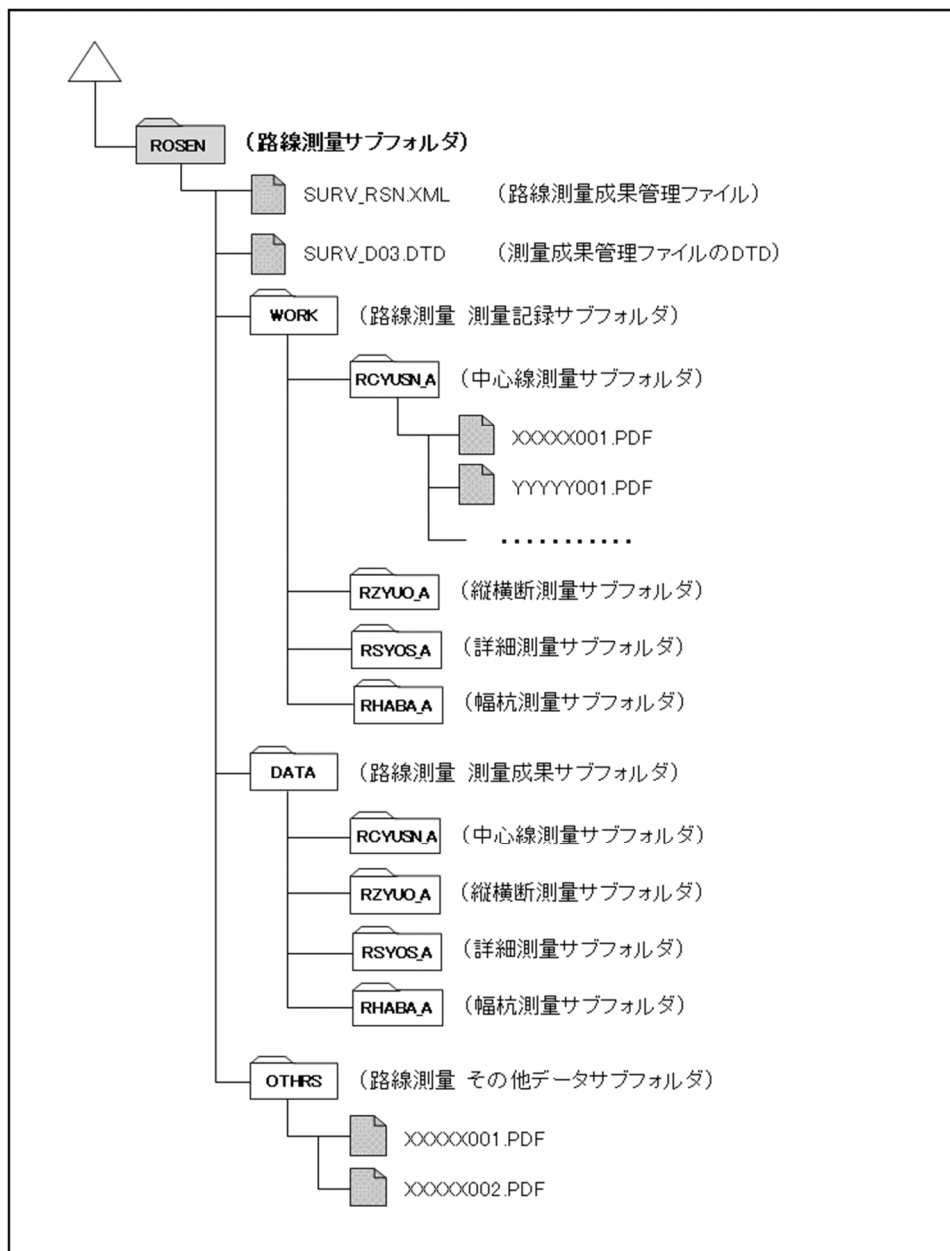 ROSEN (路線測量サブフォルダ)
SURV_RSN.XML (路線測量成果管理ファイル)
SURV_D03.DTD (測量成果管理ファイルのDTD)
WORK (路線測量 測量記録サブフォルダ)
RCYUSN_A (中心線測量サブフォルダ)
XXXXX001.PDF
YYYYY001.PDF
・・・・・・・・・・・
RZYUO_A (縦横断測量サブフォルダ)
RSYOS_A (詳細測量サブフォルダ)
RHABA_A (幅杭測量サブフォルダ)
DATA (路線測量 測量成果サブフォルダ)
RCYUSN_A (中心線測量サブフォルダ)
RZYUO_A (縦横断測量サブフォルダ)
RSYOS_A (詳細測量サブフォルダ)
RHABA_A (幅杭測量サブフォルダ)
OTHRS (路線測量 その他データサブフォルダ)
XXXXX001.PDF
XXXXX002.PDF